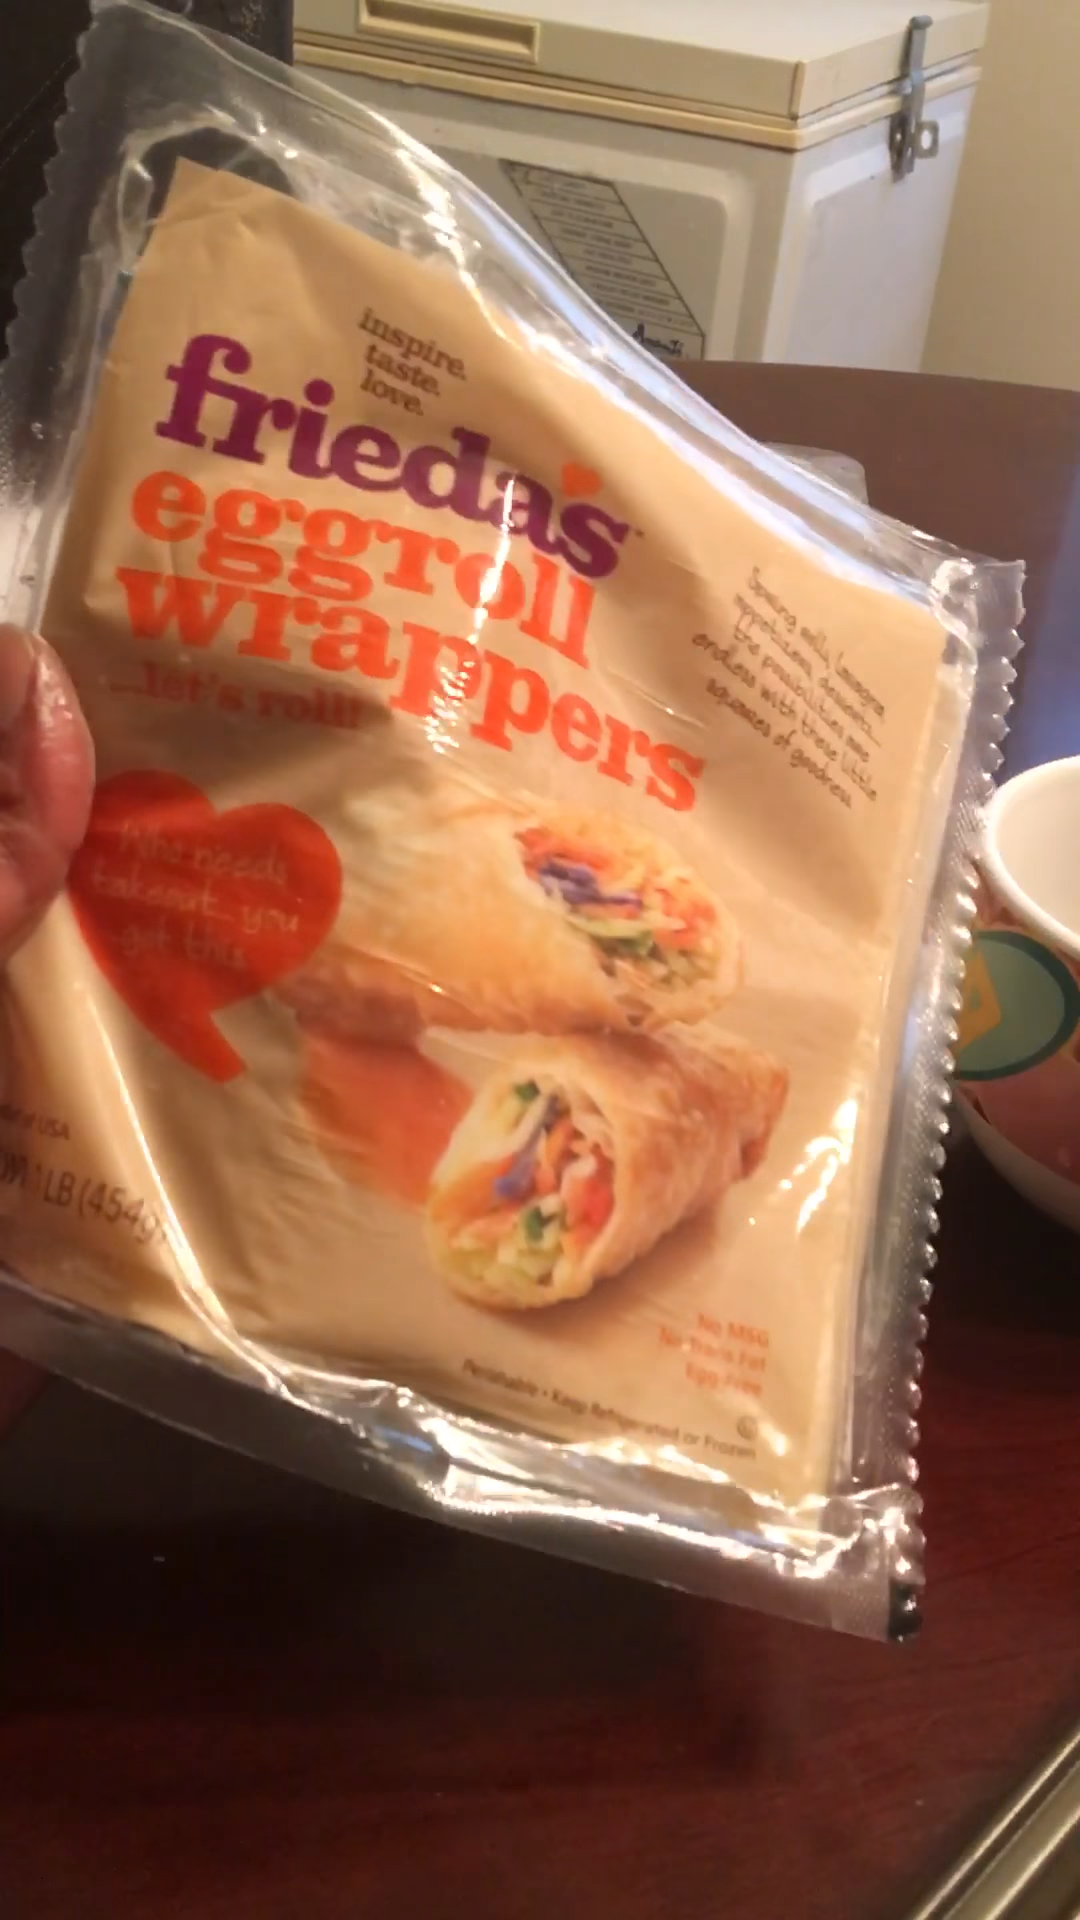 inspire.
taste.
love.
frieda's
eggroll
wrappers
...let's roll!
Spring rolls, lasagna
appetizers, desserts...
the possibilities are
endless with these little
squares of goodness
Who needs
takeout you
got this
USA
1 LB (454g)
No MSG
No Trans Fat
Egg-Free
Perishable • Keep Refrigerated or Frozen